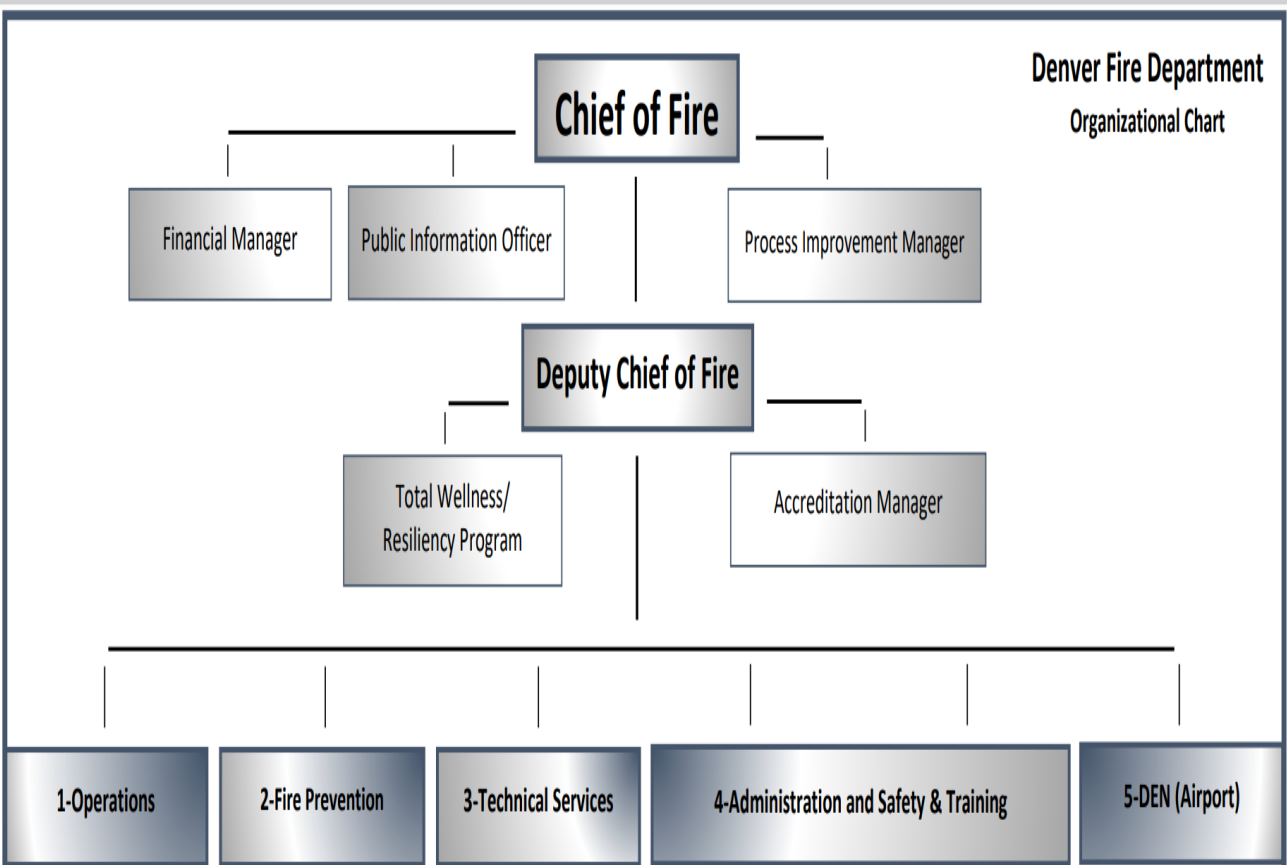 Denver Fire Department
Organizational Chart
Chief of Fire
Financial Manager
Public Information Officer
Process Improvement Manager
Deputy Chief of Fire
Total Wellness/
Resiliency Program
Accreditation Manager
1-Operations
2-Fire Prevention
3-Technical Services
4-Administration and Safety & Training
5-DEN (Airport)